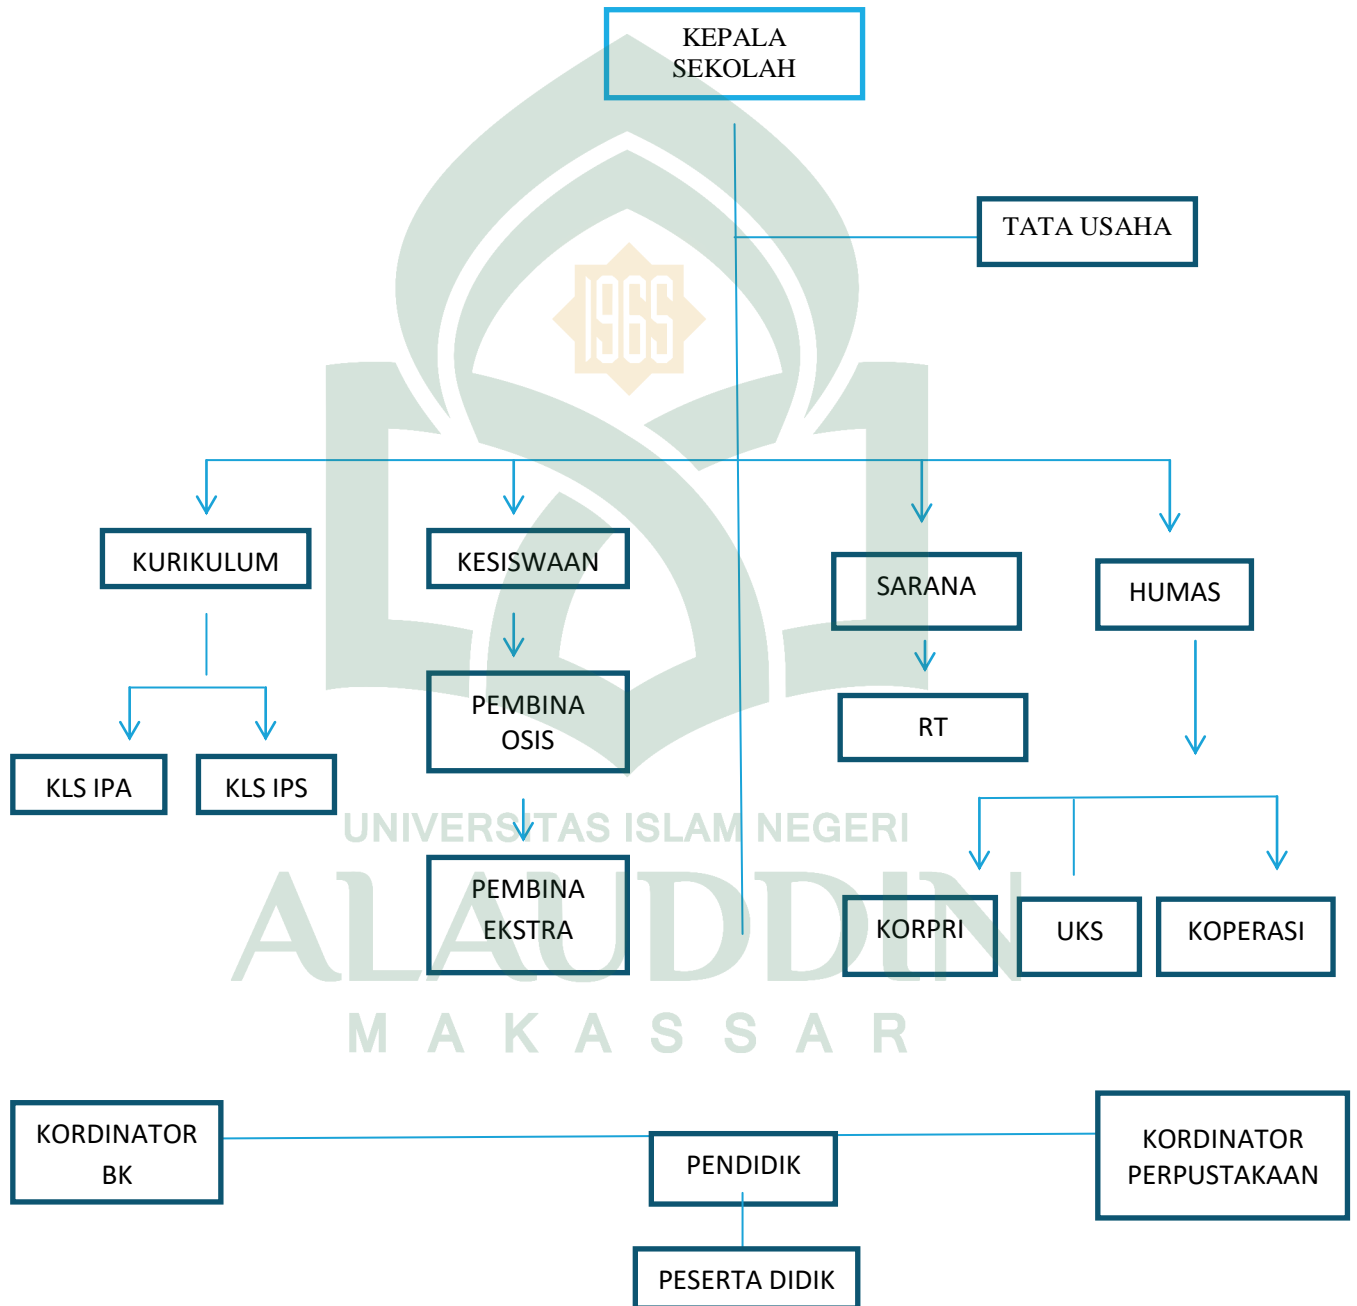 KEPALA
SEKOLAH
TATA USAHA
1965
KURIKULUM
KESISWAAN
SARANA
HUMAS
PEMBINA
OSIS
RT
KLS IPA
KLS IPS
UNIVERSITAS ISLAM NEGERI
ALAUDDIN
MAKASSAR
PEMBINA
EKSTRA
KORPRI
UKS
KOPERASI
KORDINATOR
BK
PENDIDIK
KORDINATOR
PERPUSTAKAAN
PESERTA DIDIK